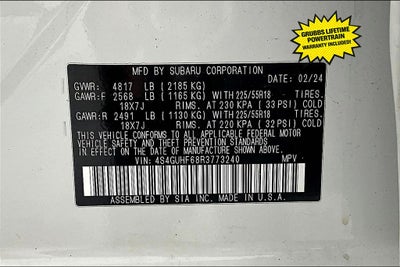 GRUBBS LIFETIME
POWERTRAIN
WARRANTY INCLUDED!
MFD BY SUBARU CORPORATION 02/24
GVWR: 4817 LB (2185 KG)
GAWR:F 2568 LB (1165 KG) WITH 225/55R18 TIRES.
18X7J RIMS. AT 230 KPA (33 PSI) COLD
GAWR:R 2491 LB (1130 KG) WITH 225/55R18 TIRES.
18X7J RIMS. AT 220 KPA (32 PSI) COLD
THIS VEHICLE CONFORMS TO ALL APPLICABLE FEDERAL MOTOR
VEHICLE SAFETY AND THEFT PREVENTION STANDARDS IN EFFECT
ON THE DATE OF MANUFACTURE SHOWN ABOVE.
VIN: 4S4GUHF68R3773240 MPV
ASSEMBLED BY SIA INC. MADE IN U.S.A.